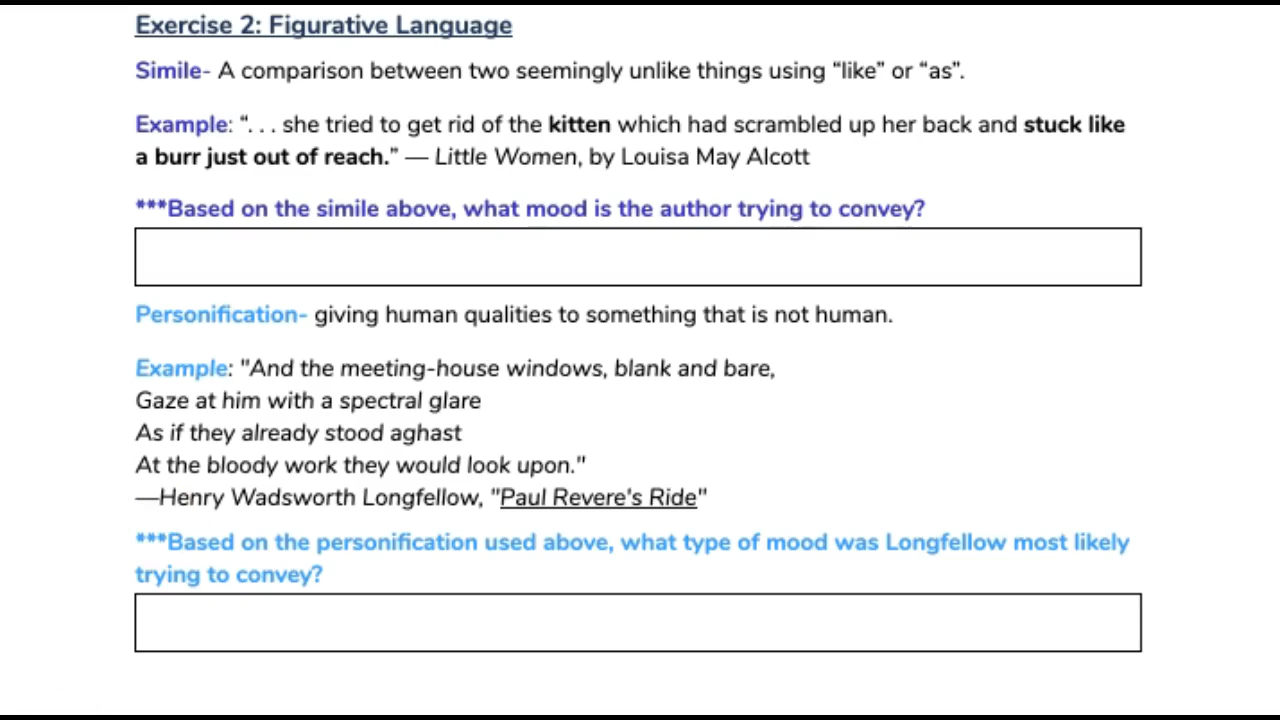 Exercise 2: Figurative Language
Simile- A comparison between two seemingly unlike things using “like” or “as”.
Example: “. . . she tried to get rid of the kitten which had scrambled up her back and stuck like
a burr just out of reach.” — Little Women, by Louisa May Alcott
***Based on the simile above, what mood is the author trying to convey?
Personification- giving human qualities to something that is not human.
Example: "And the meeting-house windows, blank and bare,
Gaze at him with a spectral glare
As if they already stood aghast
At the bloody work they would look upon."
—Henry Wadsworth Longfellow, "Paul Revere's Ride"
***Based on the personification used above, what type of mood was Longfellow most likely
trying to convey?